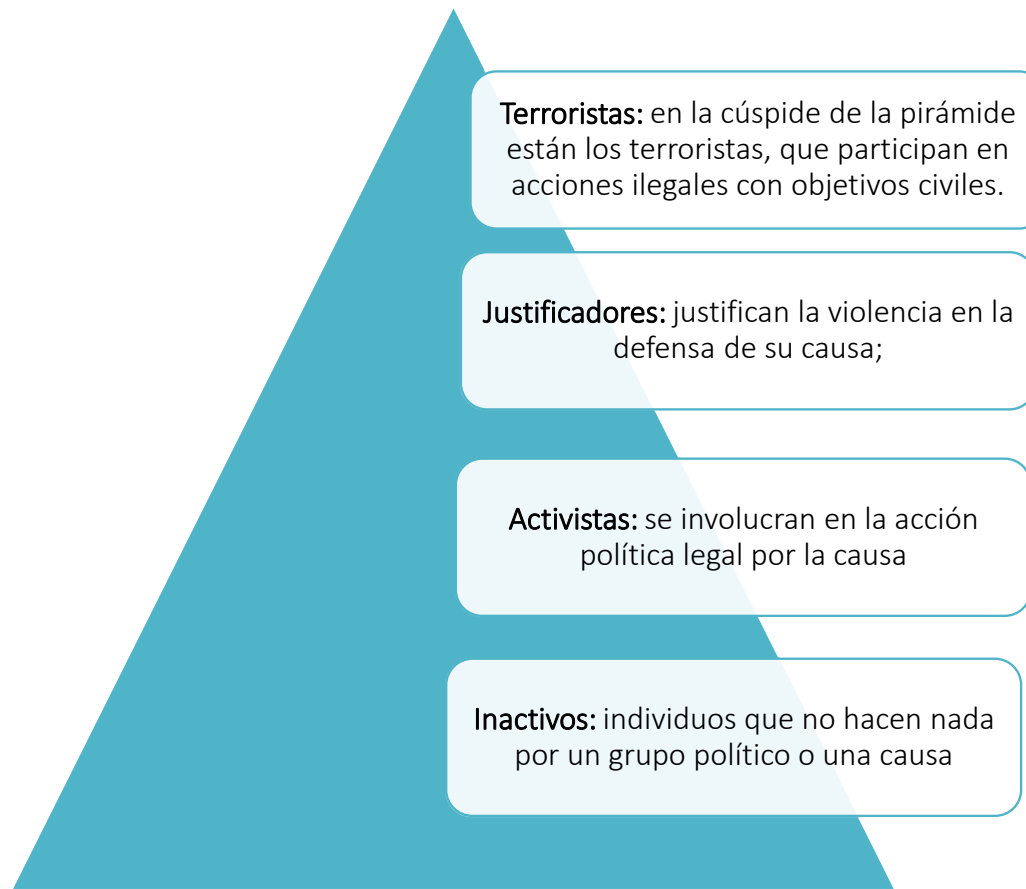 Terroristas: en la cúspide de la pirámide
están los terroristas, que participan en
acciones ilegales con objetivos civiles.
Justificadores: justifican la violencia en la
defensa de su causa;
Activistas: se involucran en la acción
política legal por la causa
Inactivos: individuos que no hacen nada
por un grupo político o una causa